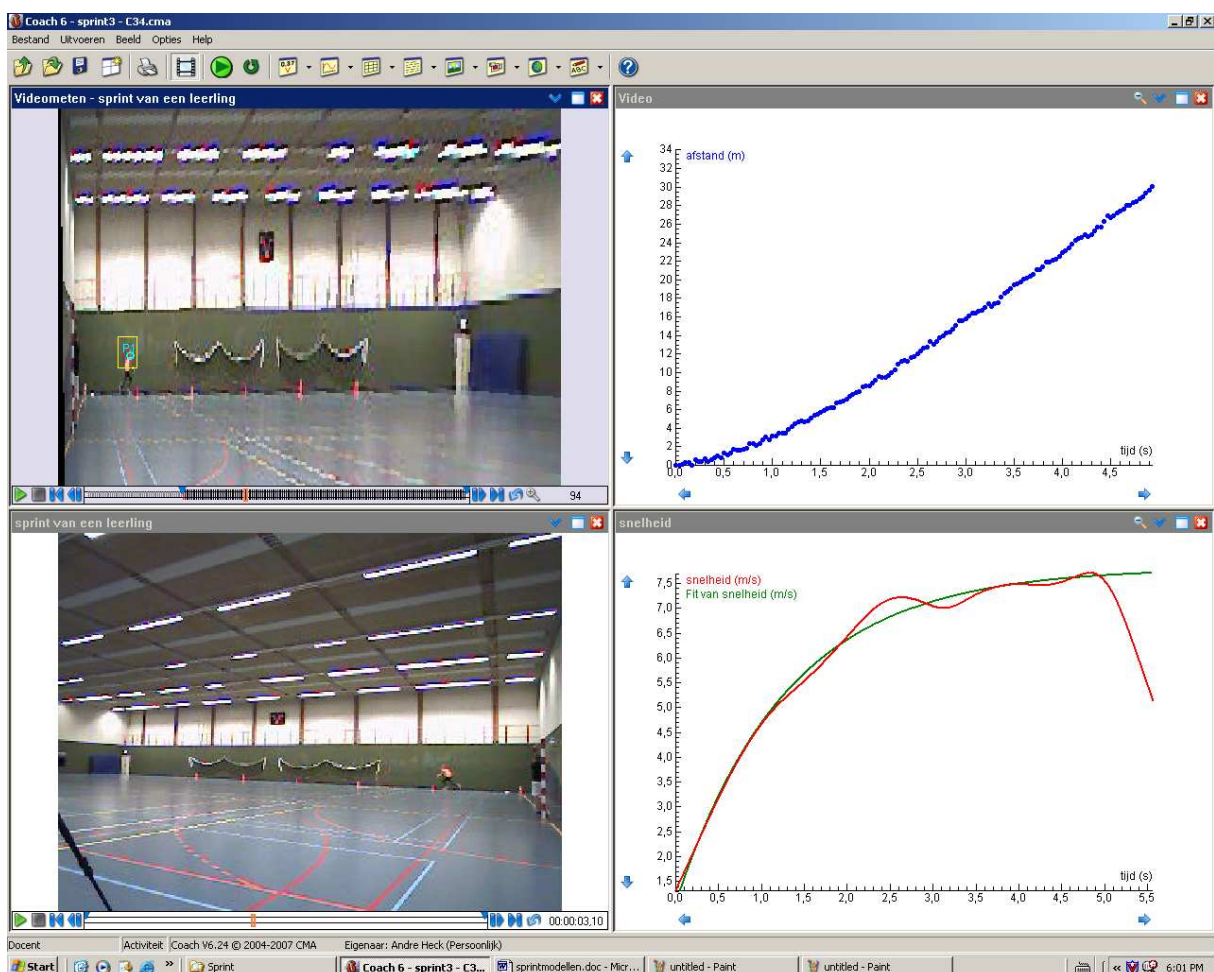 Coach 6 - sprint3 - C34.cma
Bestand Uitvoeren Beeld Opties Help
0.37
ABC
Videometen - sprint van een leerling
P1
94
Video
afstand (m)
34
32
30
28
26
24
22
20
18
16
14
12
10
8
6
4
2
0
0,0 0,5 1,0 1,5 2,0 2,5 3,0 3,5 4,0 4,5
tijd (s)
sprint van een leerling
00:00:03,10
snelheid
snelheid (m/s)
Fit van snelheid (m/s)
7,5
7,0
6,5
6,0
5,5
5,0
4,5
4,0
3,5
3,0
2,5
2,0
1,5
0,0 0,5 1,0 1,5 2,0 2,5 3,0 3,5 4,0 4,5 5,0 5,5
tijd (s)
Docent Activiteit Coach V6.24 © 2004-2007 CMA Eigenaar: Andre Heck (Persoonlijk)
Start » Sprint Coach 6 - sprint3 - C3... sprintmodellen.doc - Micr... untitled - Paint untitled - Paint « 6:01 PM